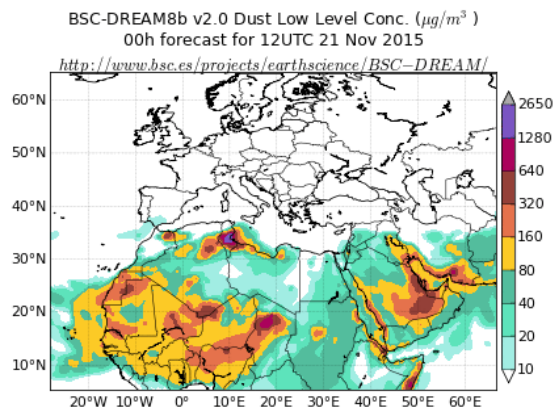 BSC-DREAM8b v2.0 Dust Low Level Conc. (μg/m³ )
00h forecast for 12UTC 21 Nov 2015
http://www.bsc.es/projects/earthscience/BSC−DREAM/
60°N
50°N
40°N
30°N
20°N
10°N
20°W 10°W 0° 10°E 20°E 30°E 40°E 50°E 60°E
2650
1280
640
320
160
80
40
20
10